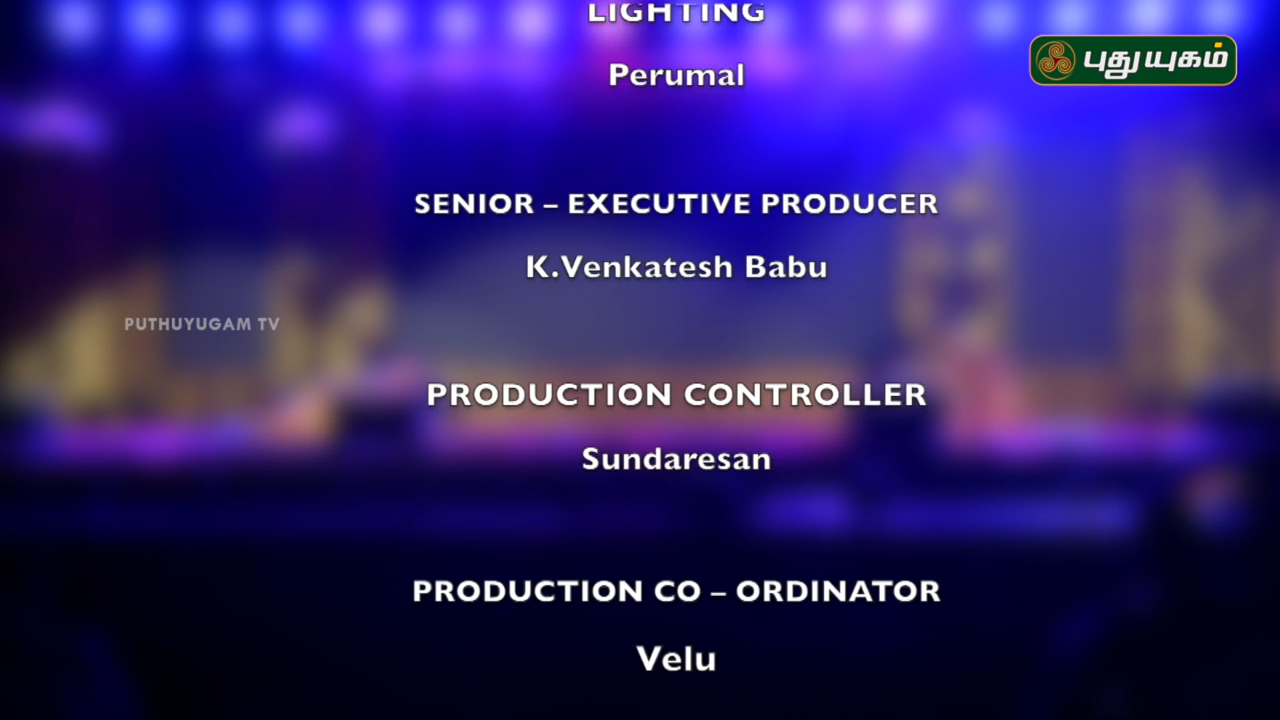 LIGHTING
புதுயுகம்
Perumal
SENIOR – EXECUTIVE PRODUCER
K.Venkatesh Babu
PUTHUYUGAM TV
PRODUCTION CONTROLLER
Sundaresan
PRODUCTION CO – ORDINATOR
Velu